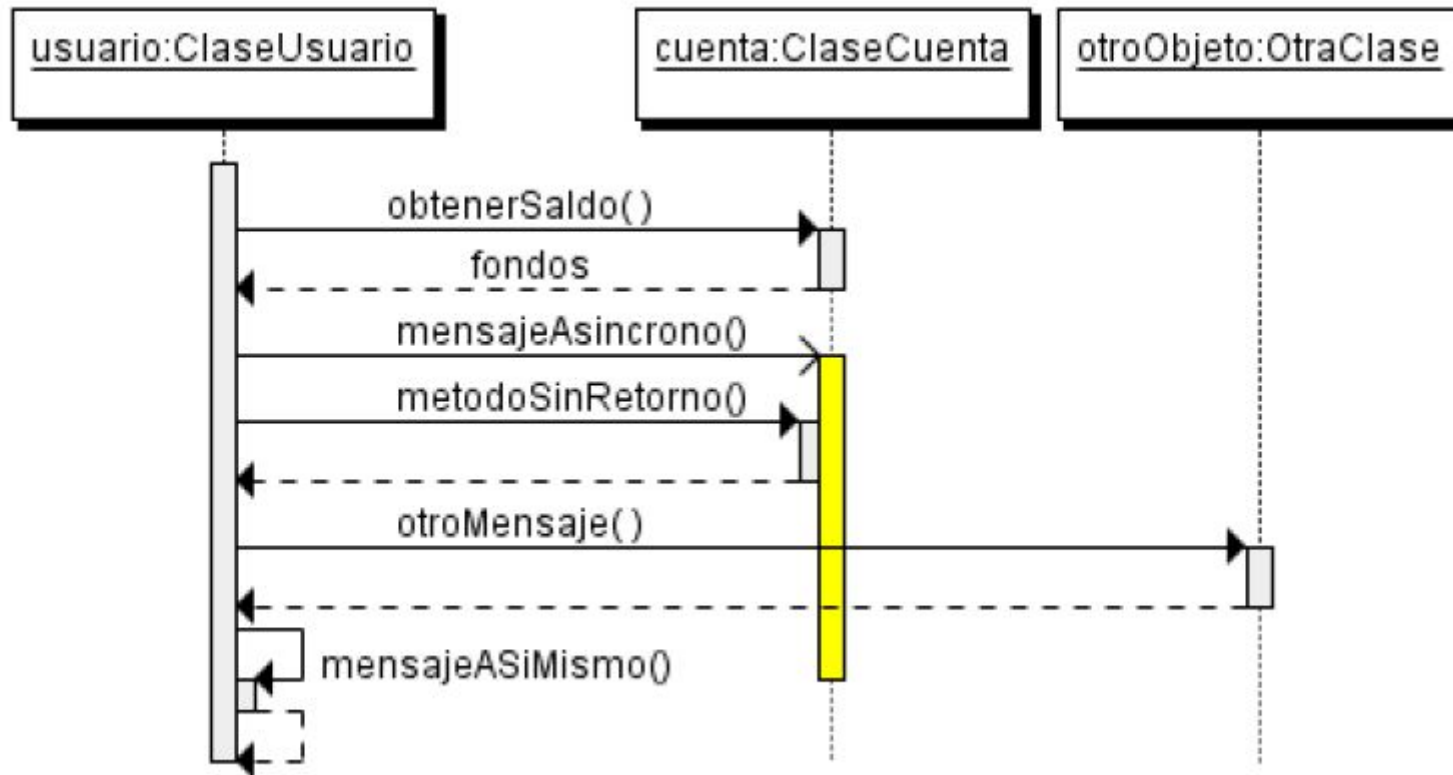 usuario:ClaseUsuario
cuenta:ClaseCuenta
otroObjeto:OtraClase
obtenerSaldo()
fondos
mensajeAsincrono()
metodoSinRetorno()
otroMensaje()
mensajeASiMismo()